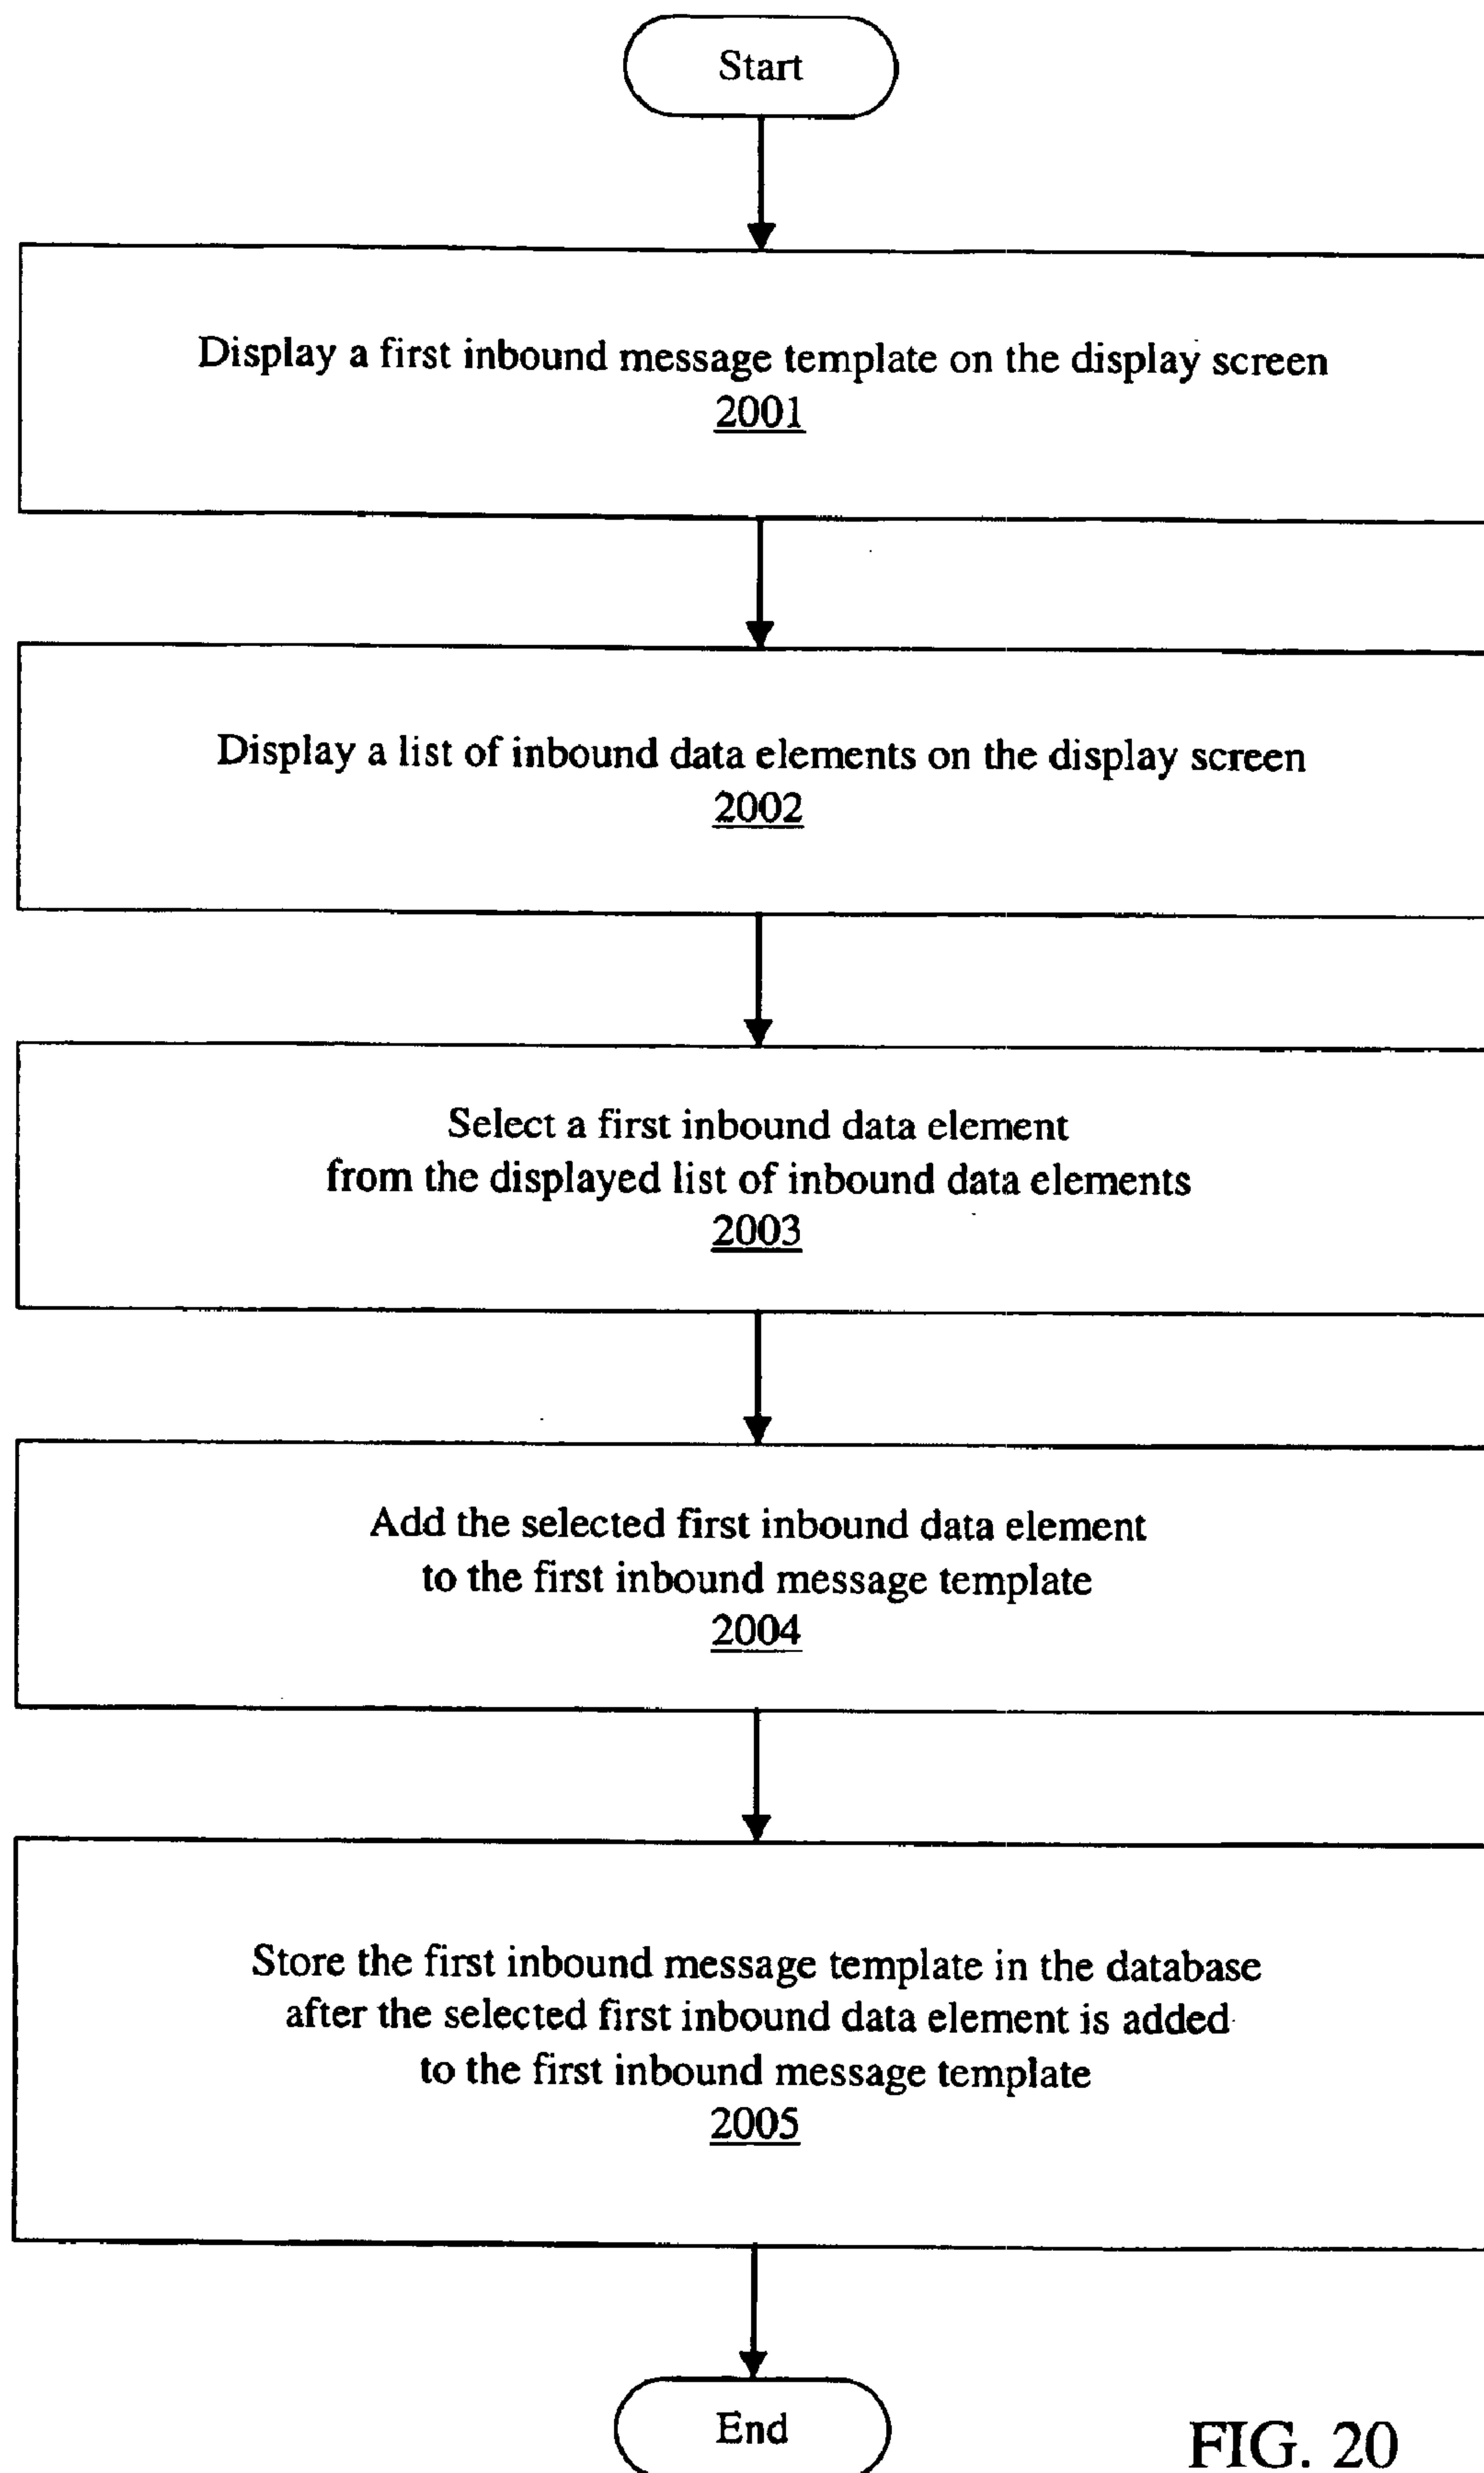 Start
Display a first inbound message template on the display screen
2001
Display a list of inbound data elements on the display screen
2002
Select a first inbound data element
from the displayed list of inbound data elements
2003
Add the selected first inbound data element
to the first inbound message template
2004
Store the first inbound message template in the database
after the selected first inbound data element is added
to the first inbound message template
2005
End
FIG. 20